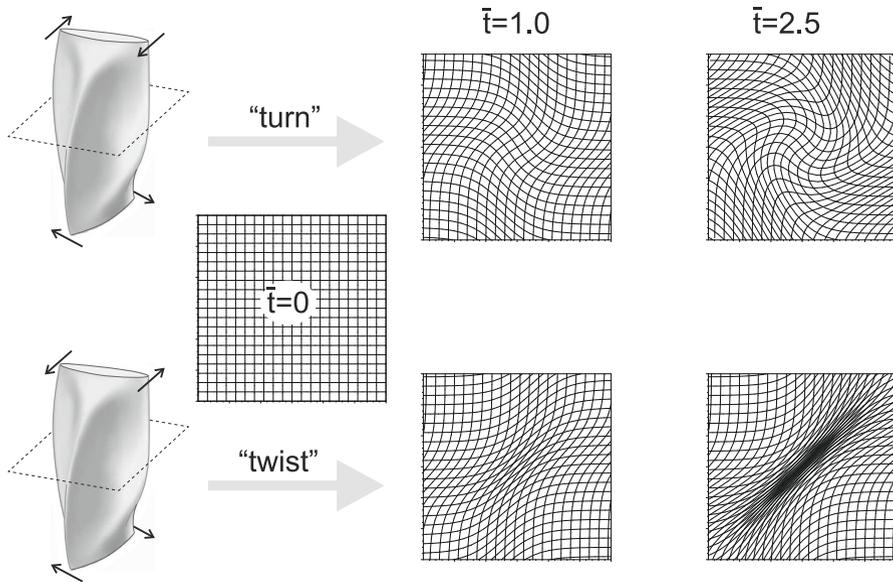 t̄=1.0
t̄=2.5
“turn”
t̄=0
“twist”